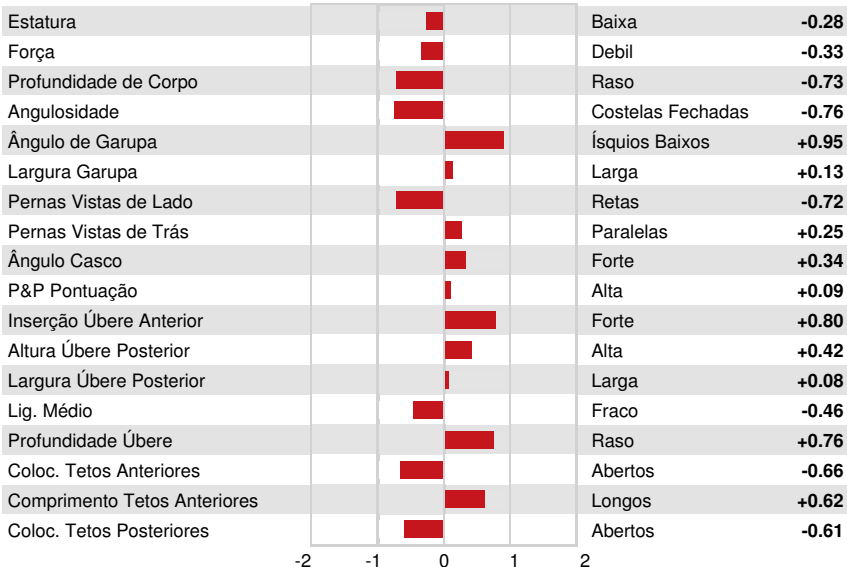 Estatura Baixa -0.28
Força Debil -0.33
Profundidade de Corpo Raso -0.73
Angulosidade Costelas Fechadas -0.76
Ângulo de Garupa Ísquios Baixos +0.95
Largura Garupa Larga +0.13
Pernas Vistas de Lado Retas -0.72
Pernas Vistas de Trás Paralelas +0.25
Ângulo Casco Forte +0.34
P&P Pontuação Alta +0.09
Inserção Úbere Anterior Forte +0.80
Altura Úbere Posterior Alta +0.42
Largura Úbere Posterior Larga +0.08
Lig. Médio Fraco -0.46
Profundidade Úbere Raso +0.76
Coloc. Tetos Anteriores Abertos -0.66
Comprimento Tetos Anteriores Longos +0.62
Coloc. Tetos Posteriores Abertos -0.61
-2 -1 0 1 2